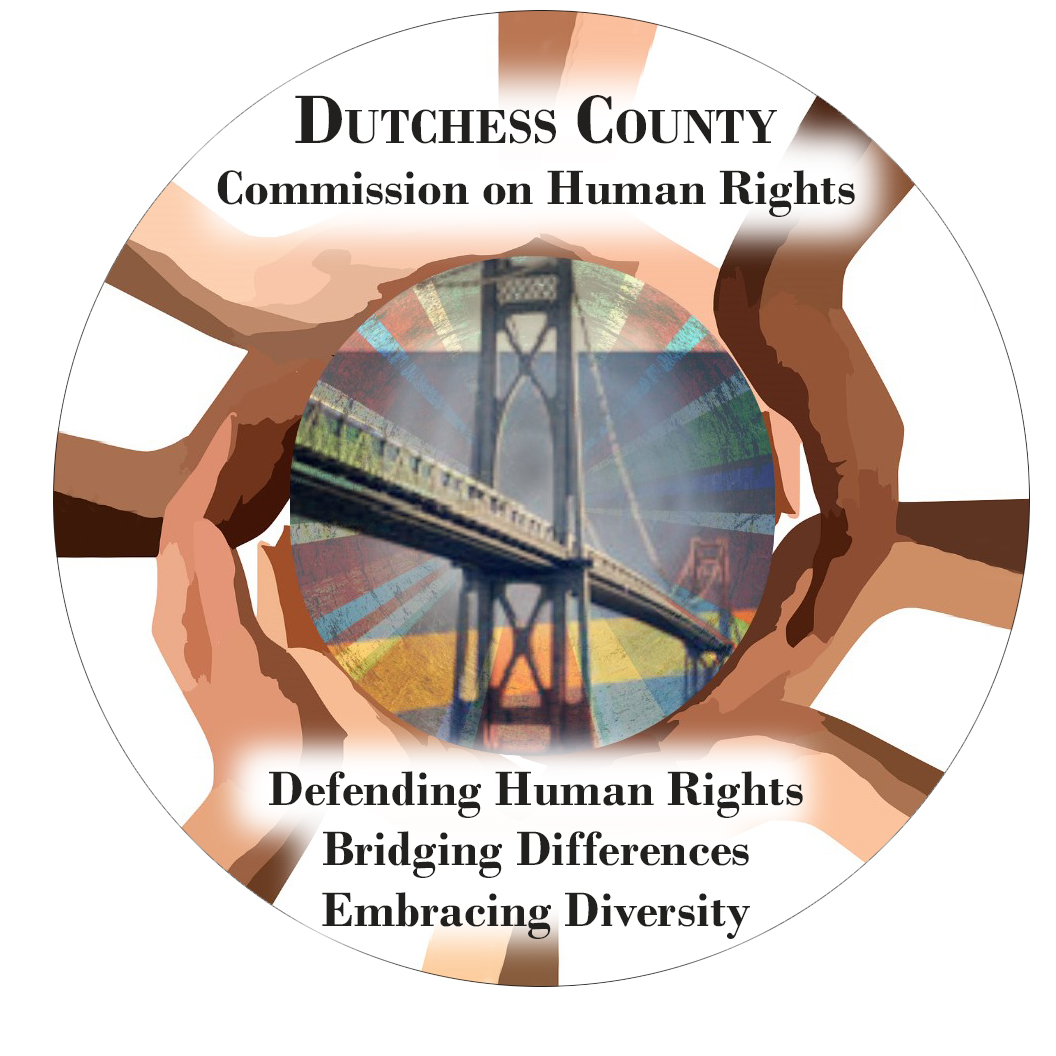 DUTCHESS COUNTY
Commission on Human Rights
Defending Human Rights
Bridging Differences
Embracing Diversity